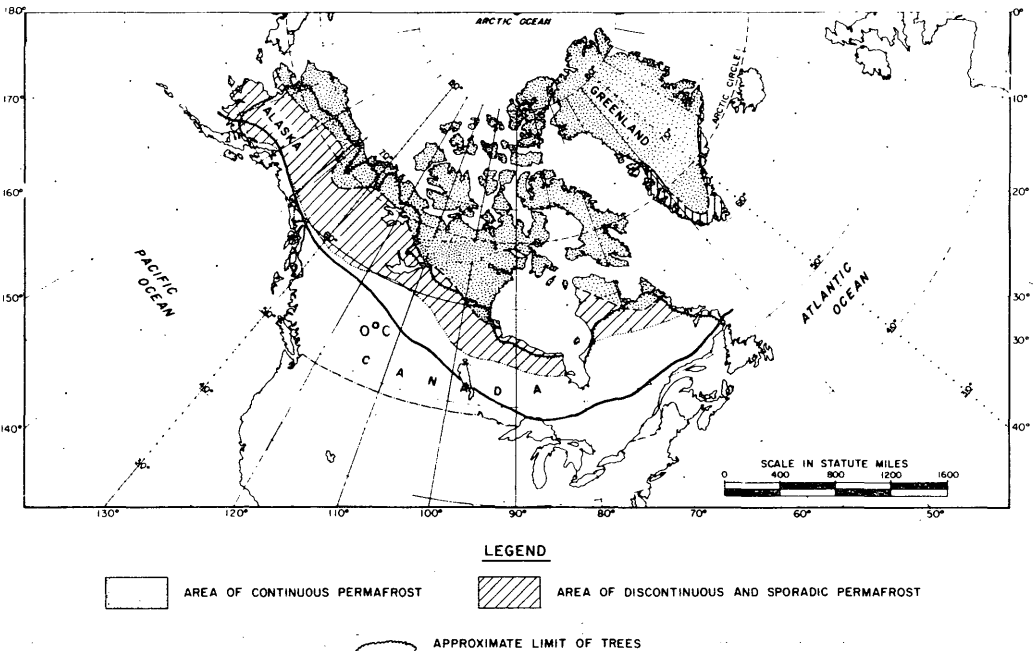 180°
ARCTIC OCEAN
0°
170°
10°
ARCTIC CIRCLE
GREENLAND
ALASKA
160°
20°
PACIFIC OCEAN
ATLANTIC OCEAN
150°
30°
0°C
CANADA
140°
40°
SCALE IN STATUTE MILES
0 400 800 1200 1600
130° 120° 110° 100° 90° 80° 70° 60° 50°
LEGEND
AREA OF CONTINUOUS PERMAFROST
AREA OF DISCONTINUOUS AND SPORADIC PERMAFROST
APPROXIMATE LIMIT OF TREES